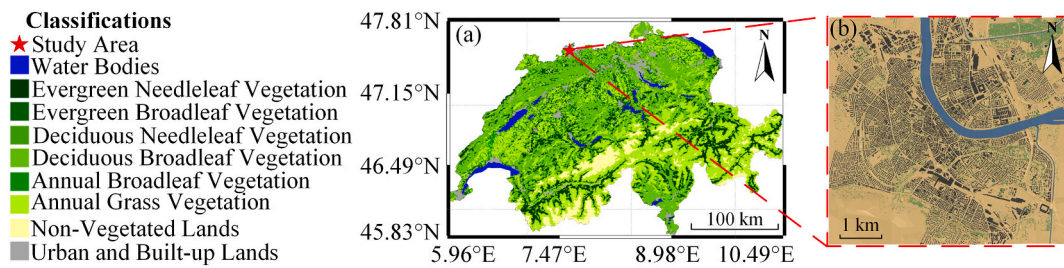 Classifications
Study Area
Water Bodies
Evergreen Needleleaf Vegetation
Evergreen Broadleaf Vegetation
Deciduous Needleleaf Vegetation
Deciduous Broadleaf Vegetation
Annual Broadleaf Vegetation
Annual Grass Vegetation
Non-Vegetated Lands
Urban and Built-up Lands
47.81°N
47.15°N
46.49°N
45.83°N
(a)
N
100 km
5.96°E 7.47°E 8.98°E 10.49°E
(b)
N
1 km